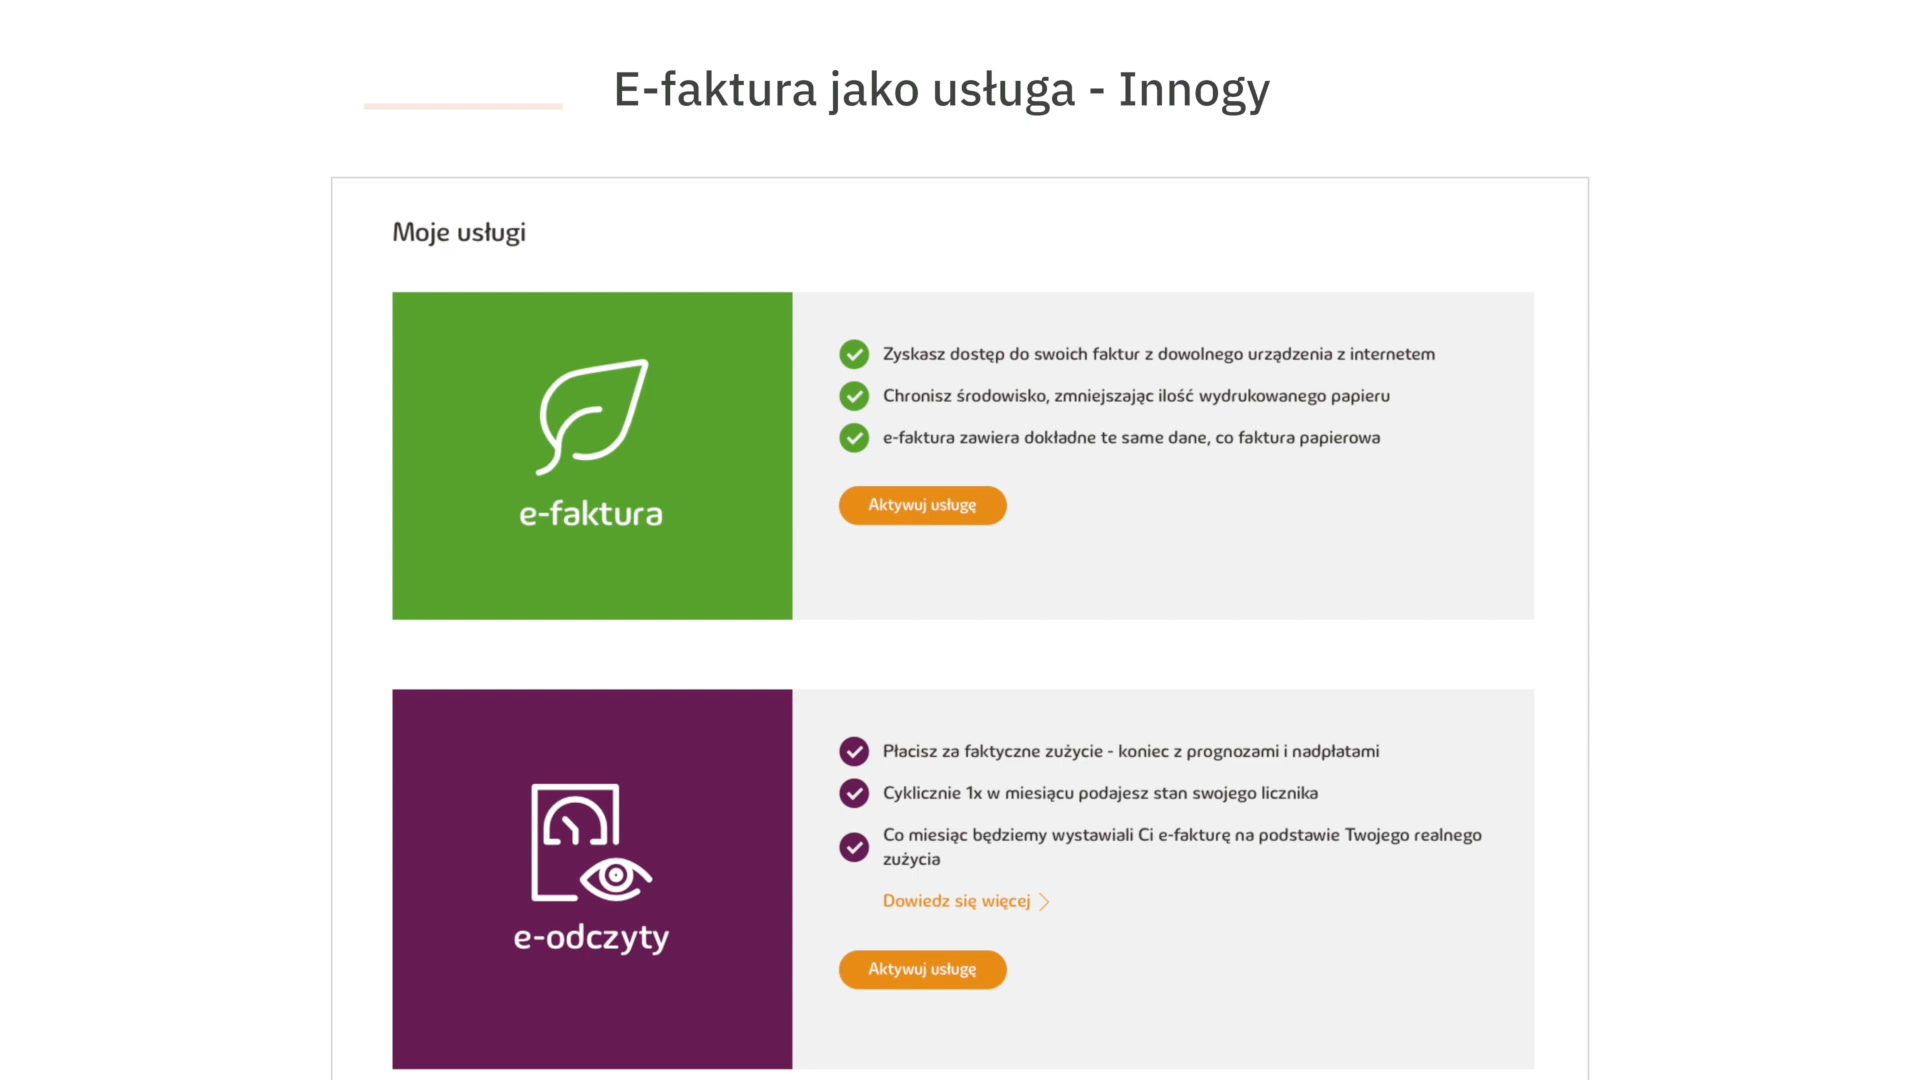 E-faktura jako usługa - Innogy
Moje usługi
e-faktura
Zyskasz dostęp do swoich faktur z dowolnego urządzenia z internetem
Chronisz środowisko, zmniejszając ilość wydrukowanego papieru
e-faktura zawiera dokładne te same dane, co faktura papierowa
Aktywuj usługę
e-odczyty
Płacisz za faktyczne zużycie - koniec z prognozami i nadpłatami
Cyklicznie 1x w miesiącu podajesz stan swojego licznika
Co miesiąc będziemy wystawiali Ci e-fakturę na podstawie Twojego realnego
zużycia
Dowiedz się więcej
Aktywuj usługę